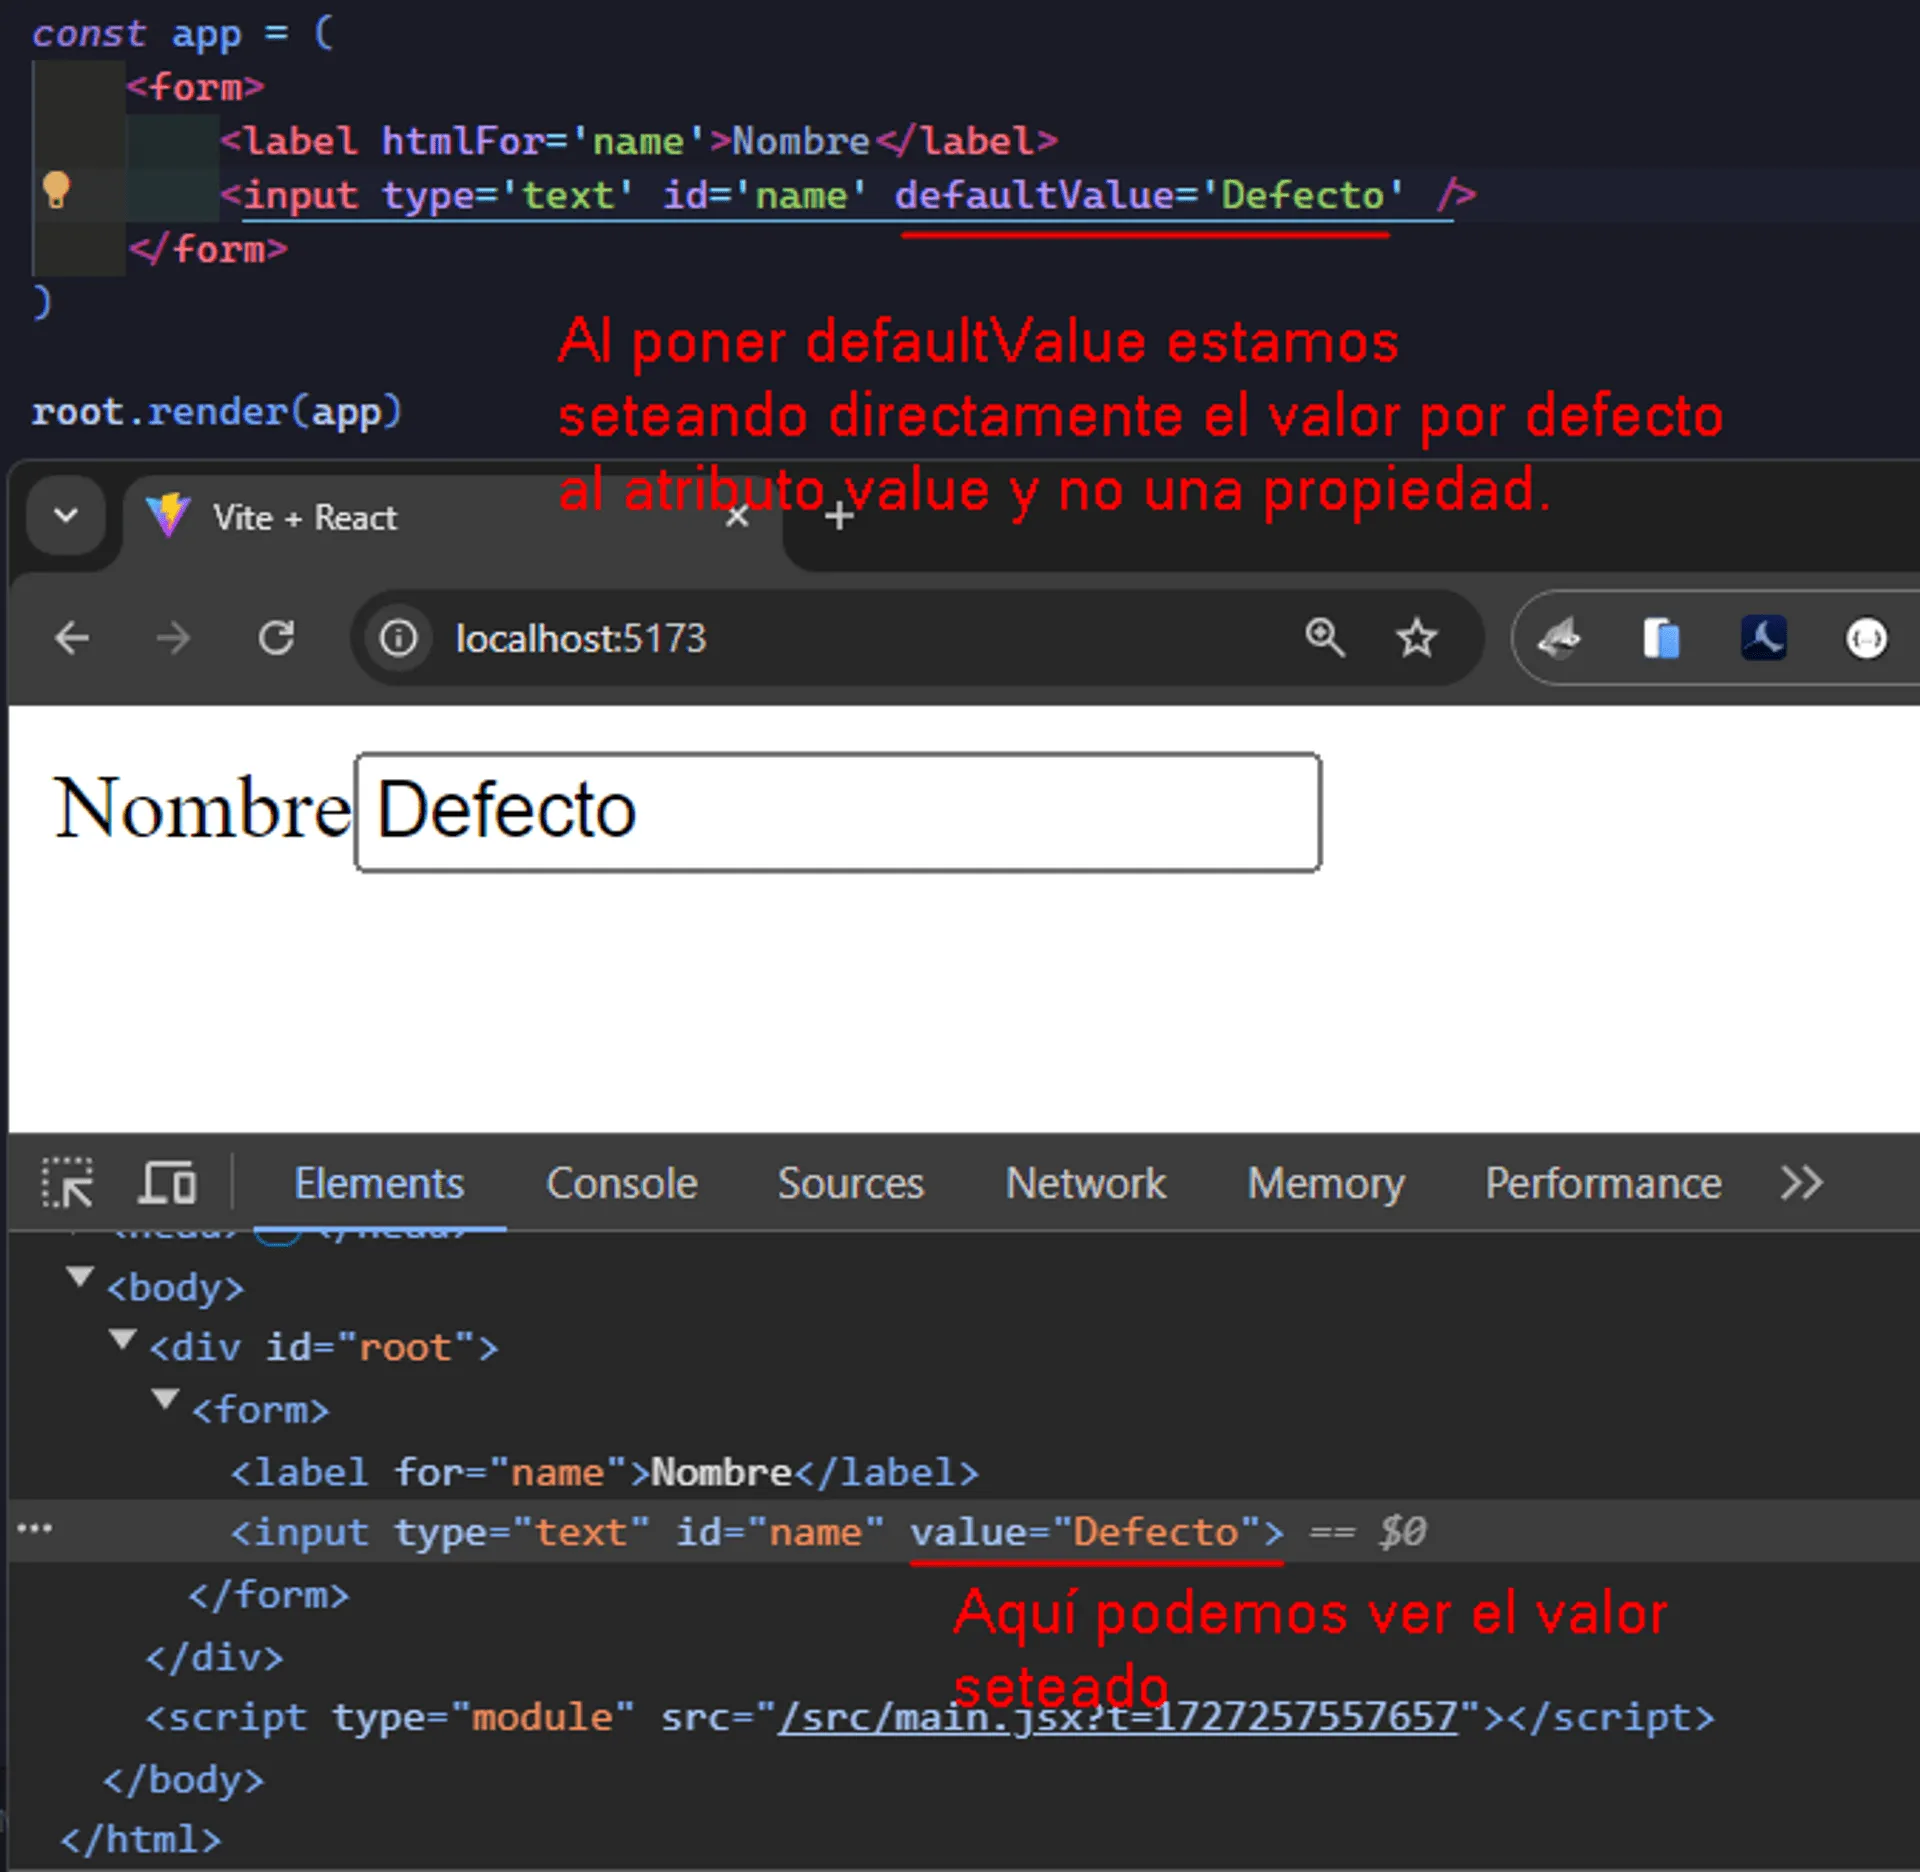 const app = (
<form>
<label htmlFor='name'>Nombre</label>
<input type='text' id='name' defaultValue='Defecto' />
</form>
)
Al poner defaultValue estamos
seteando directamente el valor por defecto
al atributo value y no una propiedad.
root.render(app)
Vite + React
localhost:5173
Nombre Defecto
Elements Console Sources Network Memory Performance
<head> </head>
<body>
<div id="root">
<form>
<label for="name">Nombre</label>
<input type="text" id="name" value="Defecto"> == $0
Aquí podemos ver el valor
seteado
</form>
</div>
<script type="module" src="/src/main.jsx?t=1727257557657"></script>
</body>
</html>